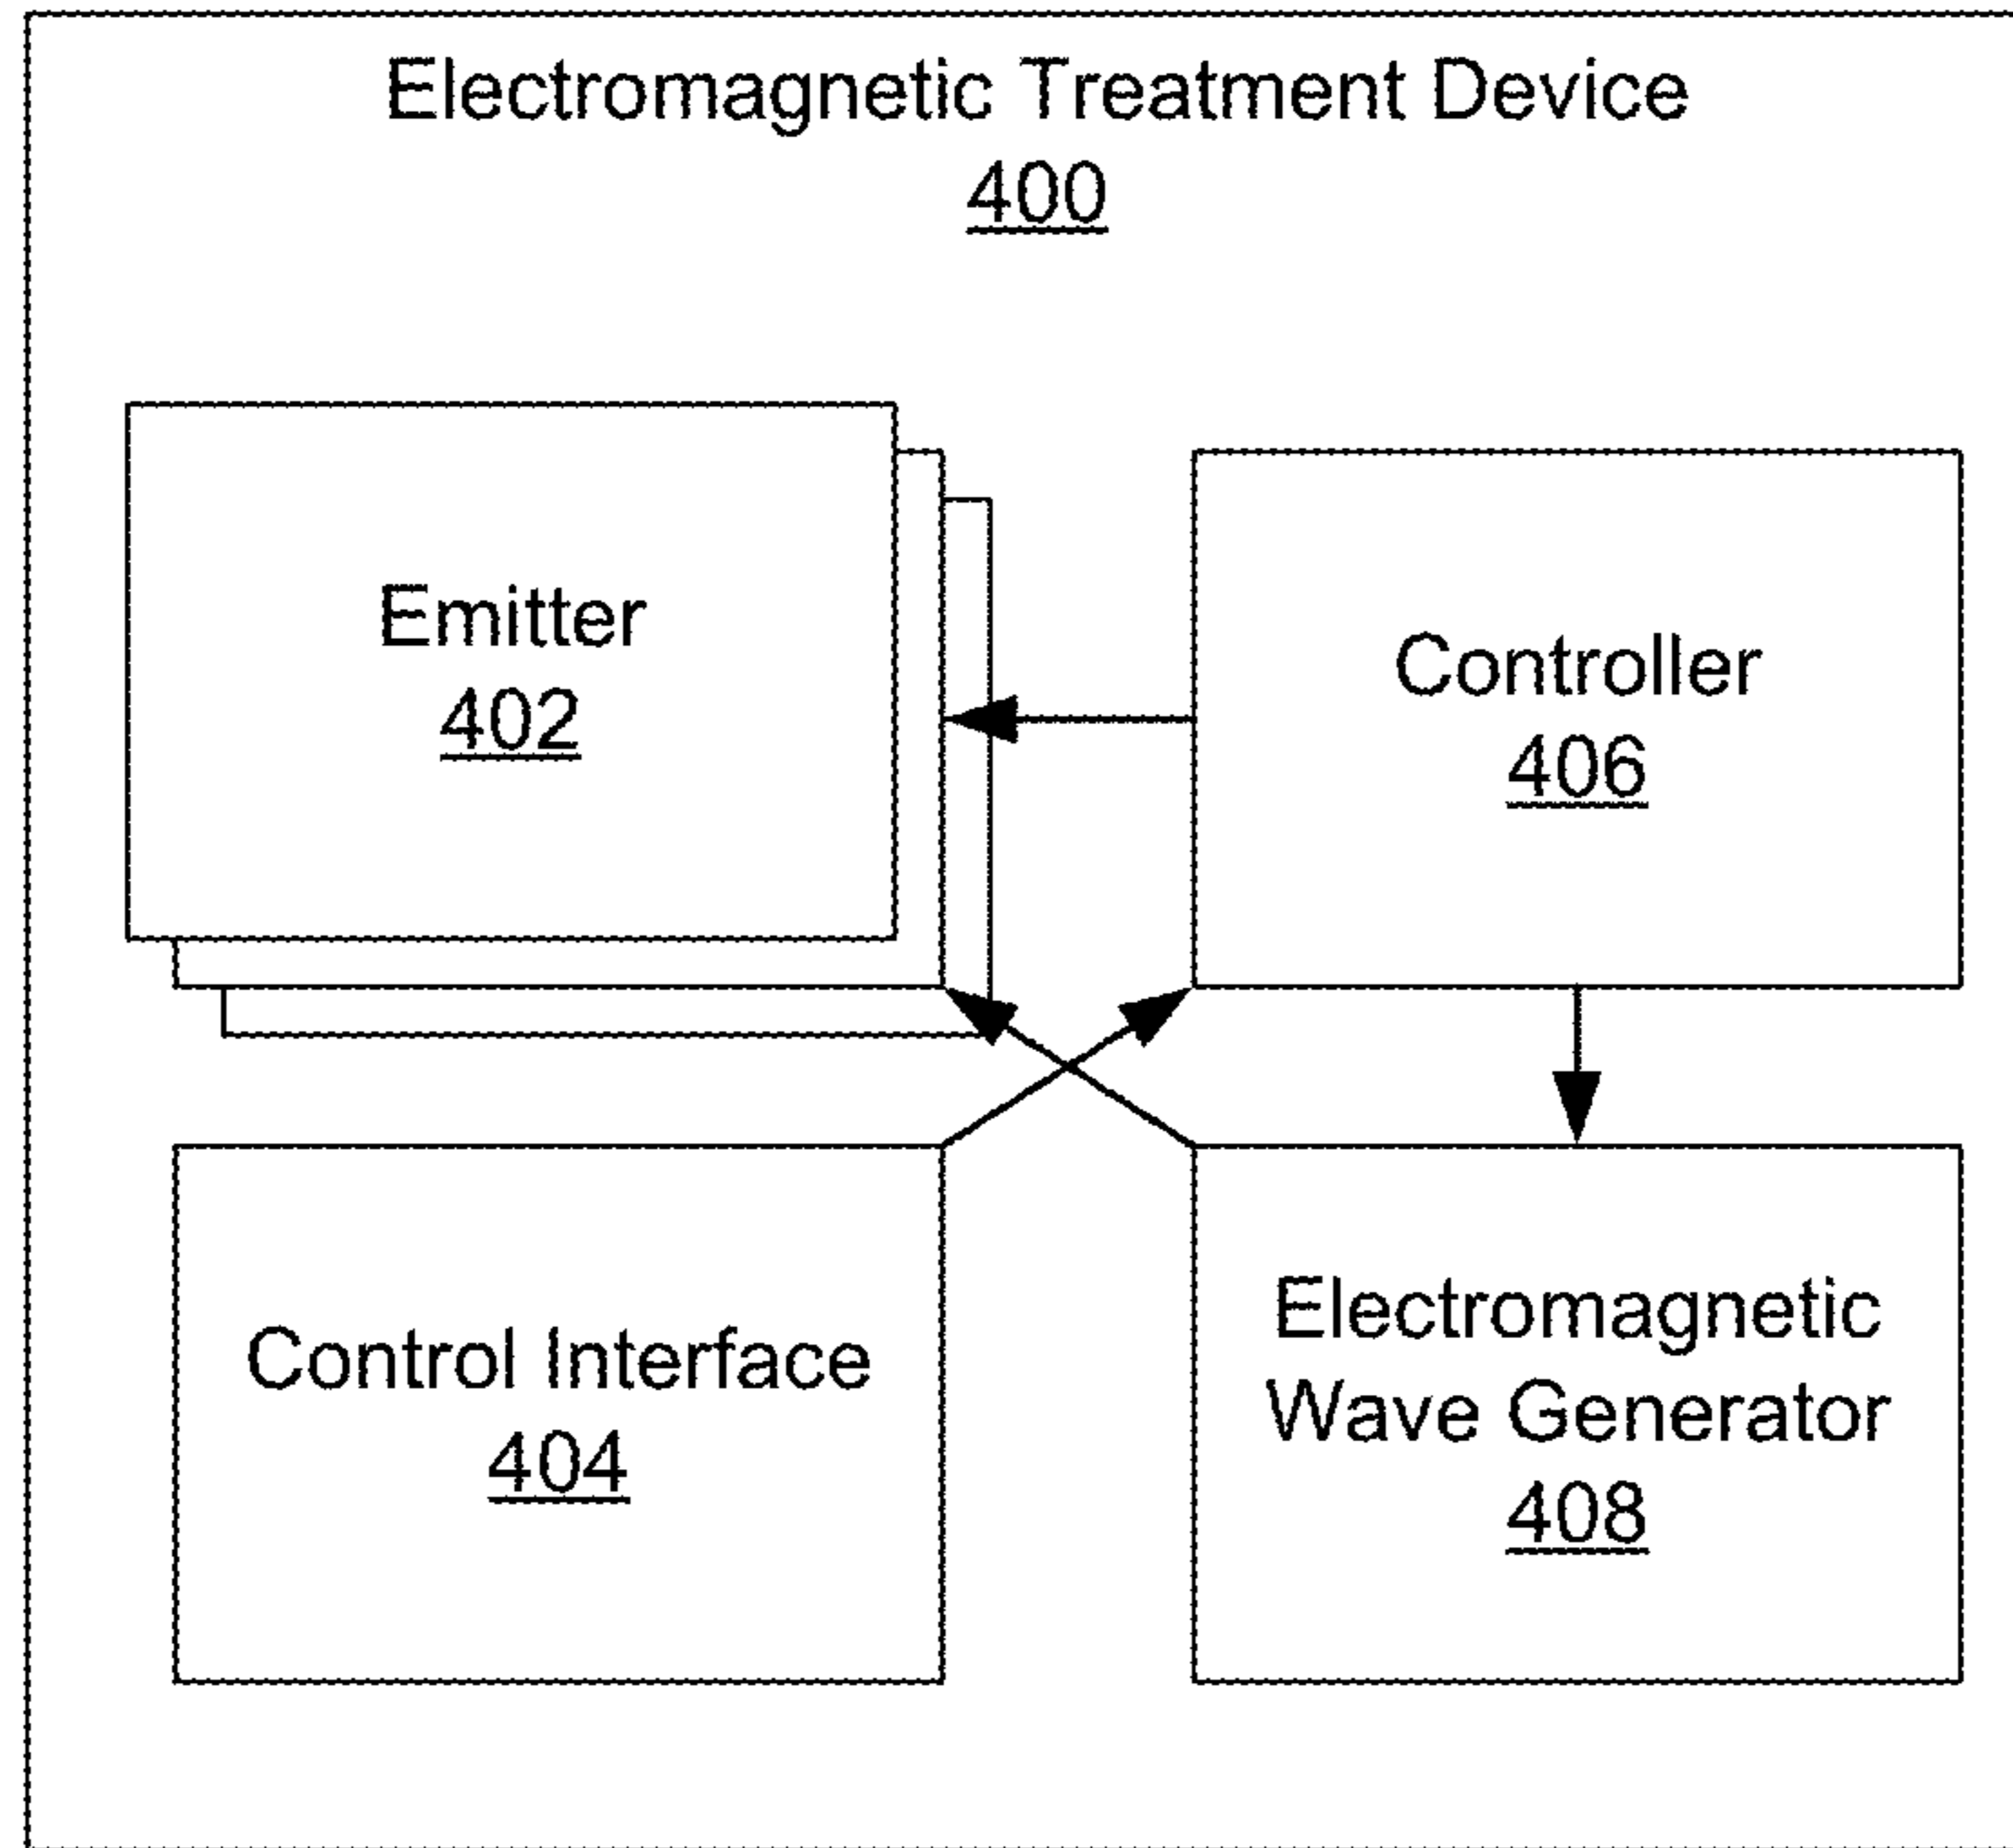 Electromagnetic Treatment Device
400
Emitter
402
Controller
406
Control Interface
404
Electromagnetic
Wave Generator
408